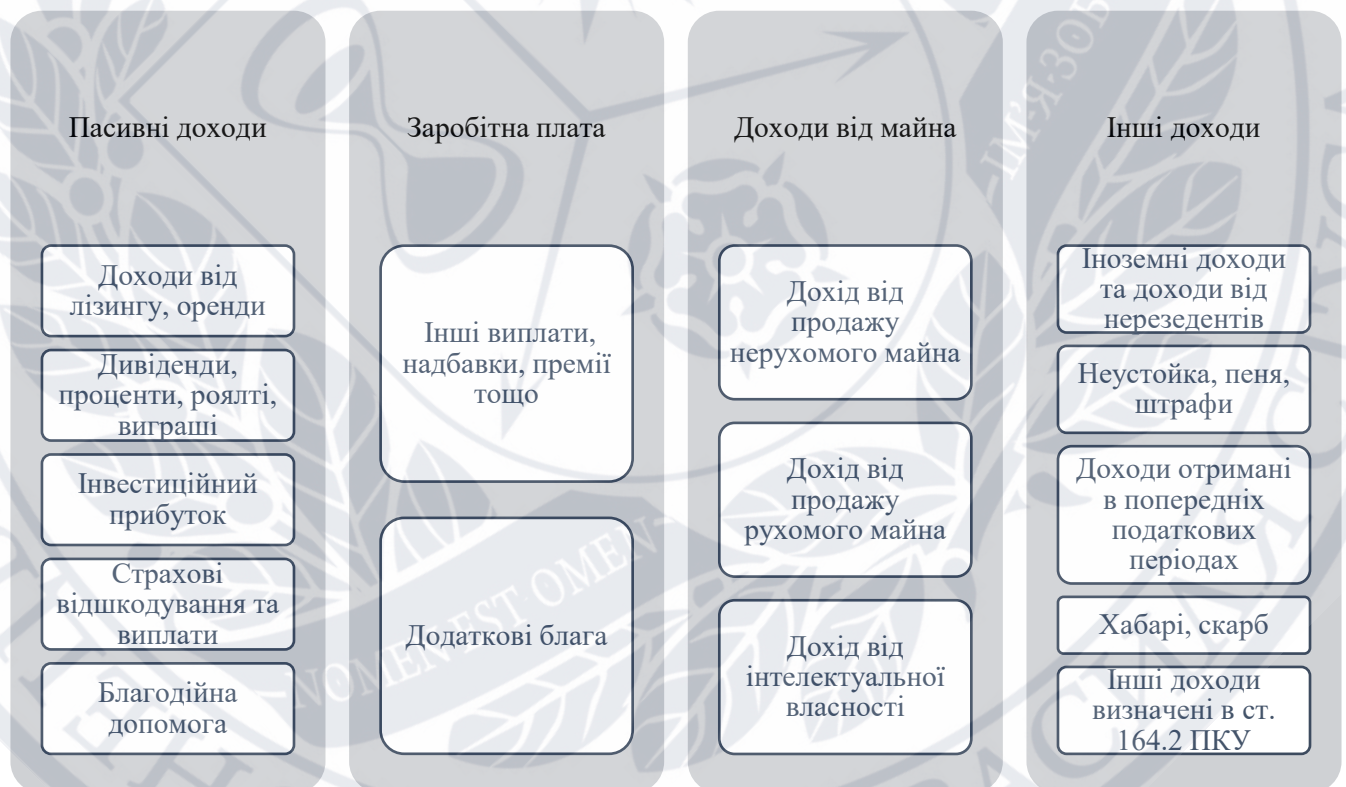 Пасивні доходи
Доходи від
лізингу, оренди
Дивіденди,
проценти, роялті,
виграші
Інвестиційний
прибуток
Страхові
відшкодування та
виплати
Благодійна
допомога
Заробітна плата
Інші виплати,
надбавки, премії
тощо
Додаткові блага
Доходи від майна
Дохід від
продажу
нерухомого майна
Дохід від
продажу
рухомого майна
Дохід від
інтелектуальної
власності
Інші доходи
Іноземні доходи
та доходи від
нерезедентів
Неустойка, пеня,
штрафи
Доходи отримані
в попередніх
податкових
періодах
Хабарі, скарб
Інші доходи
визначені в ст.
164.2 ПКУ
NOMEN EST OMEN